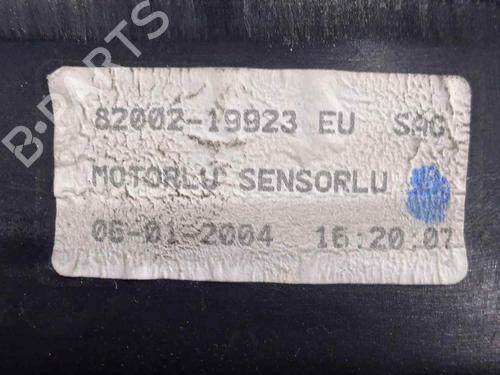 B-PARTS
82002-19923 EU SAG
MOTORLU SENSORLU
06-01-2004 16:20:07